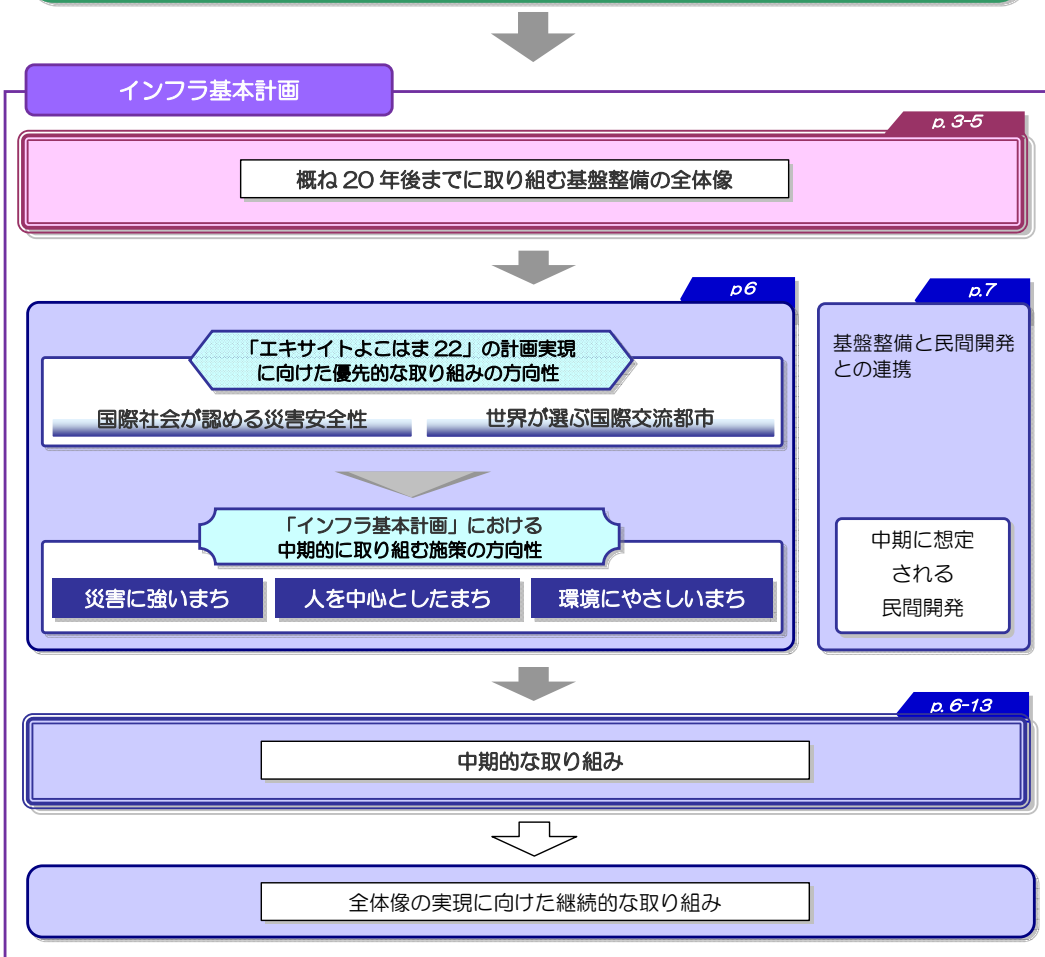 インフラ基本計画
p. 3-5
概ね 20 年後までに取り組む基盤整備の全体像
p6
「エキサイトよこはま 22」の計画実現
に向けた優先的な取り組みの方向性
国際社会が認める災害安全性
世界が選ぶ国際交流都市
「インフラ基本計画」における
中期的に取り組む施策の方向性
災害に強いまち
人を中心としたまち
環境にやさしいまち
p.7
基盤整備と民間開発
との連携
中期に想定
される
民間開発
p. 6-13
中期的な取り組み
全体像の実現に向けた継続的な取り組み